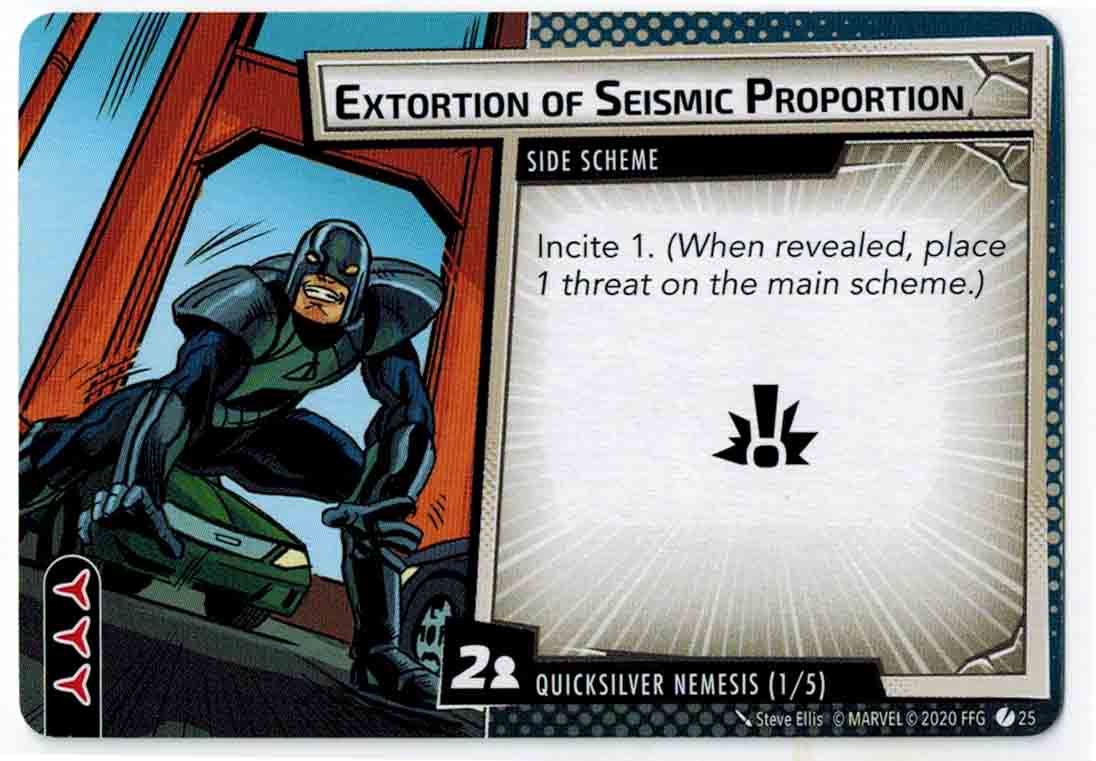 EXTORTION OF SEISMIC PROPORTION
SIDE SCHEME
Incite 1. (When revealed, place
1 threat on the main scheme.)
2
QUICKSILVER NEMESIS (1/5)
Steve Ellis © MARVEL © 2020 FFG 25